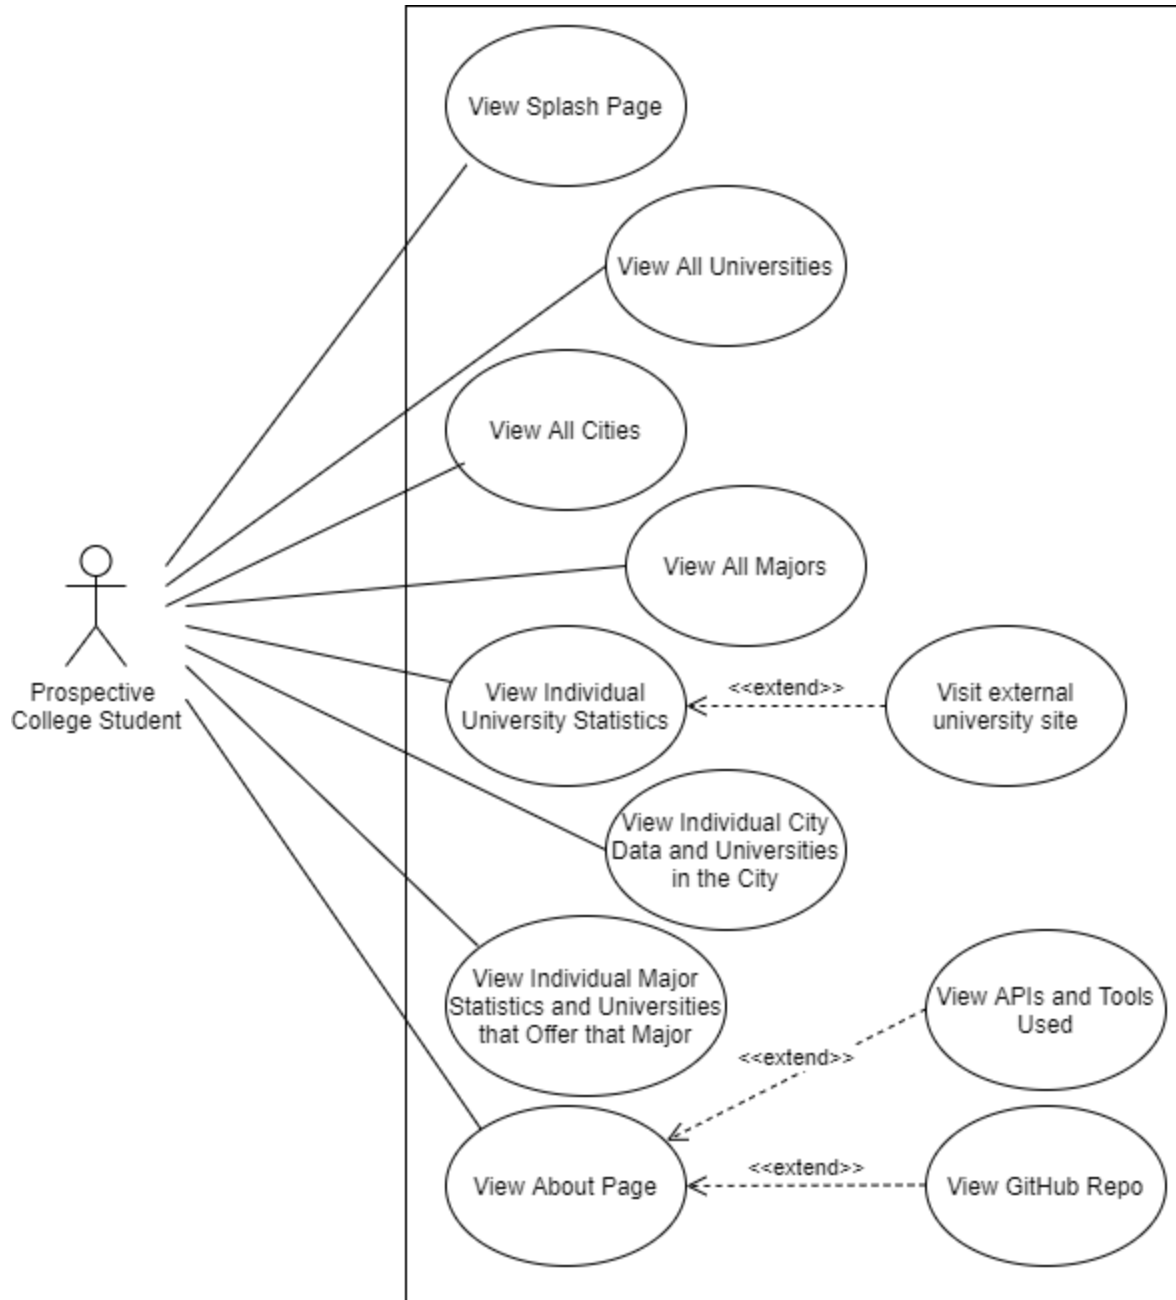 View Splash Page
View All Universities
View All Cities
View All Majors
Prospective
College Student
View Individual
University Statistics
<<extend>>
Visit external
university site
View Individual City
Data and Universities
in the City
View Individual Major
Statistics and Universities
that Offer that Major
View APIs and Tools
Used
<<extend>>
View About Page
<<extend>>
View GitHub Repo